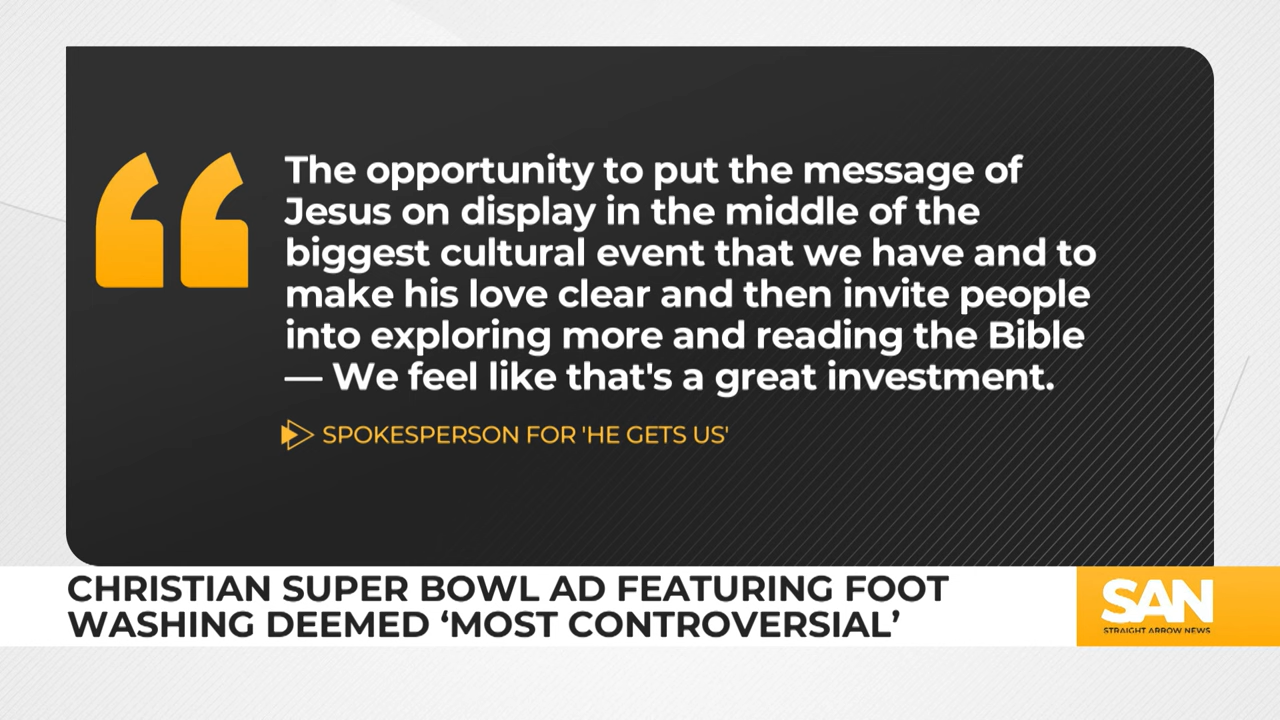 The opportunity to put the message of
Jesus on display in the middle of the
biggest cultural event that we have and to
make his love clear and then invite people
into exploring more and reading the Bible
— We feel like that's a great investment.
SPOKESPERSON FOR 'HE GETS US'
CHRISTIAN SUPER BOWL AD FEATURING FOOT
WASHING DEEMED ‘MOST CONTROVERSIAL’
SAN
STRAIGHT ARROW NEWS